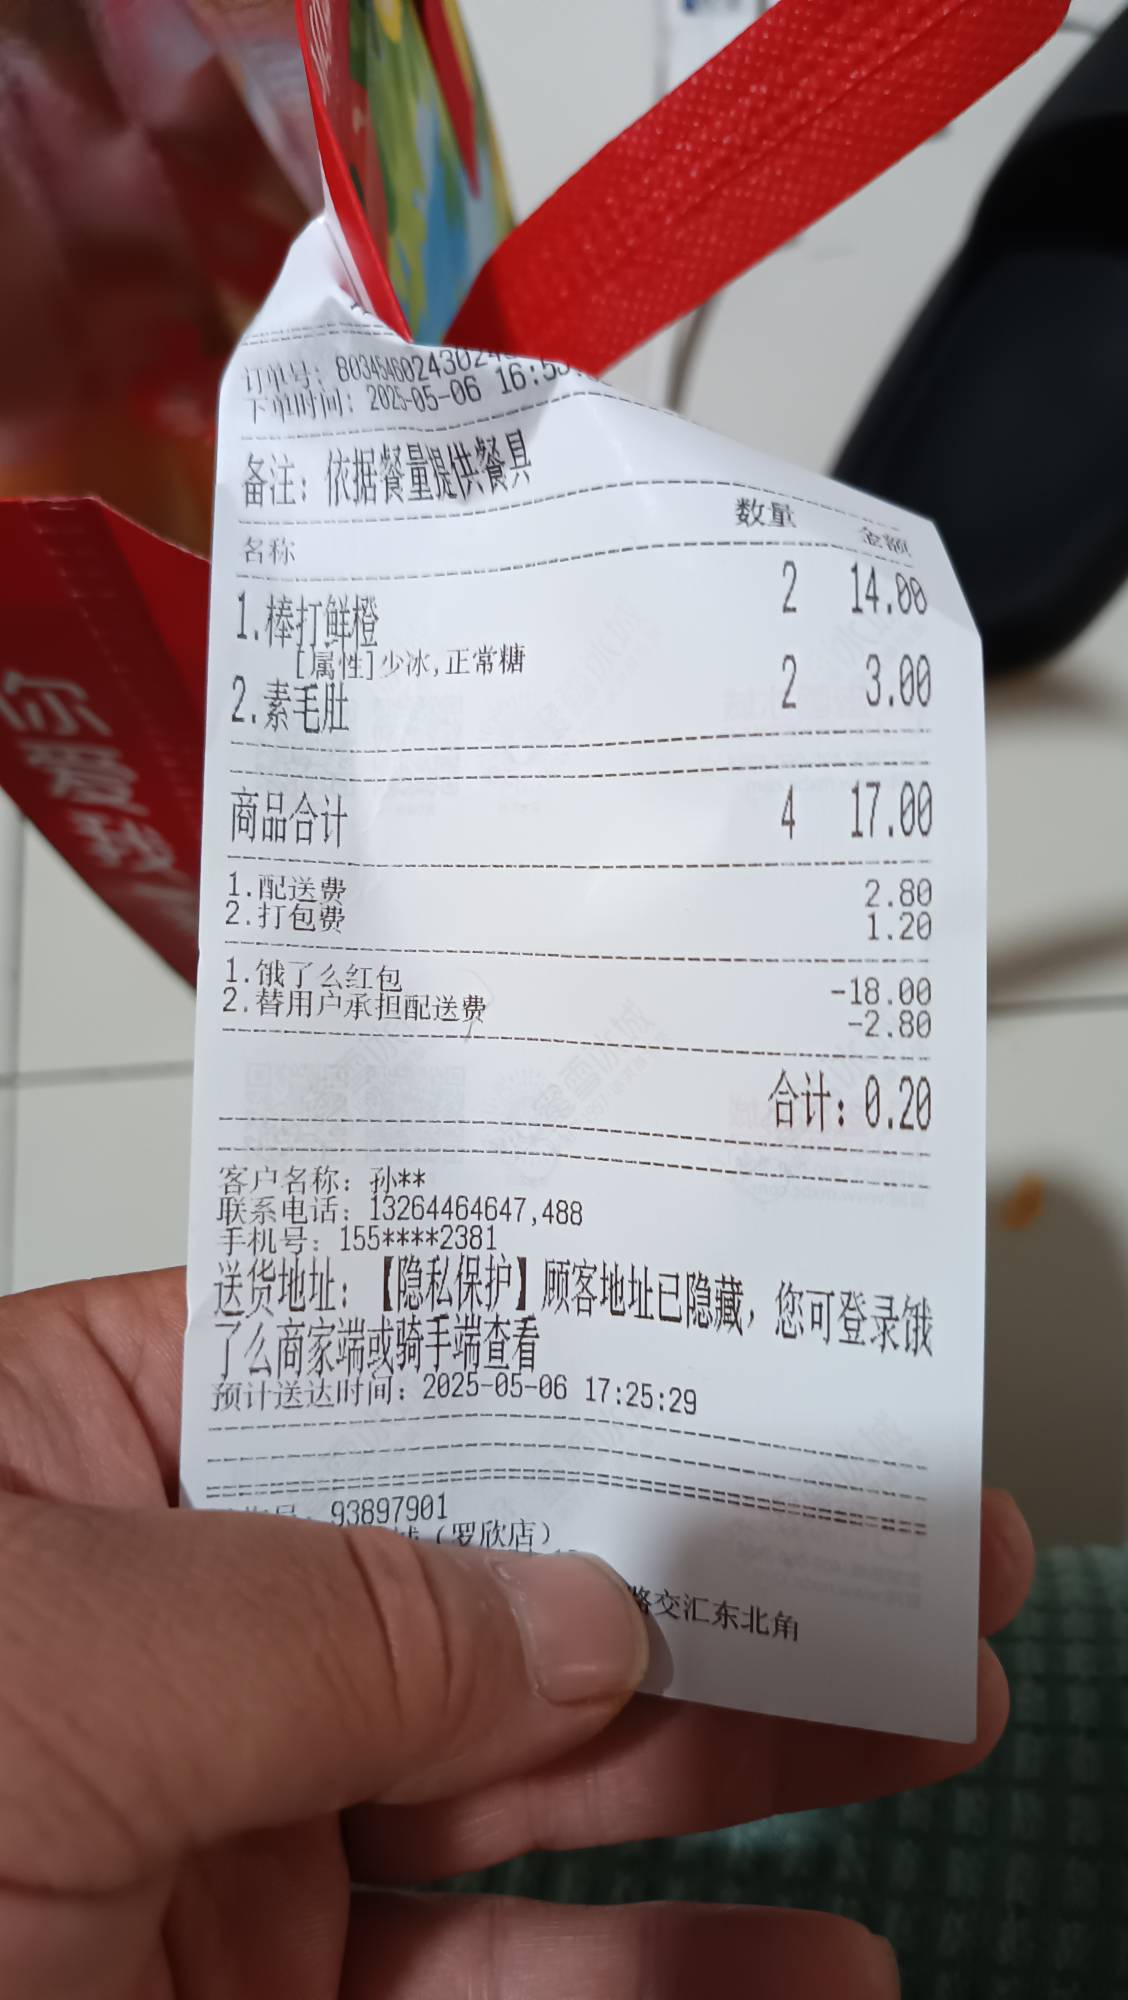 订单号：8034546024302
下单时间：2025-05-06 16:55
备注：依据餐量提供餐具
名称 数量 金额
1.棒打鲜橙 2 14.00
[属性]少冰,正常糖
2.素毛肚 2 3.00
商品合计 4 17.00
1.配送费 2.80
2.打包费 1.20
1.饿了么红包 -18.00
2.替用户承担配送费 -2.80
合计：0.20
客户名称：孙**
联系电话：13264464647,488
手机号：155****2381
送货地址：【隐私保护】顾客地址已隐藏，您可登录饿
了么商家端或骑手端查看
预计送达时间：2025-05-06 17:25:29
93897901
（罗欣店）
路交汇东北角
你爱我